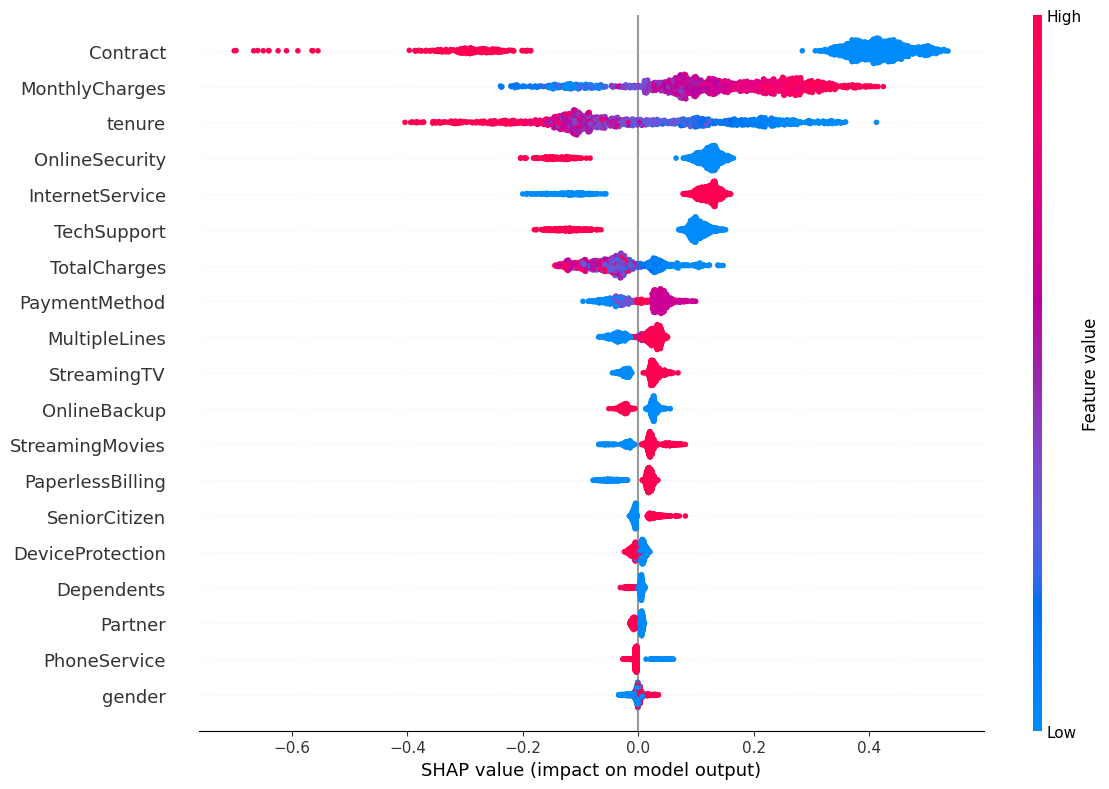 High
Contract
MonthlyCharges
tenure
OnlineSecurity
InternetService
TechSupport
TotalCharges
PaymentMethod
MultipleLines
StreamingTV
OnlineBackup
StreamingMovies
PaperlessBilling
SeniorCitizen
DeviceProtection
Dependents
Partner
PhoneService
gender
Feature value
Low
−0.6 −0.4 −0.2 0.0 0.2 0.4
SHAP value (impact on model output)